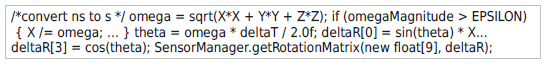 /*convert ns to s */ omega = sqrt(X*X + Y*Y + Z*Z); if (omegaMagnitude > EPSILON)
{ X /= omega; ... } theta = omega * deltaT / 2.0f; deltaR[0] = sin(theta) * X...
deltaR[3] = cos(theta); SensorManager.getRotationMatrix(new float[9], deltaR);